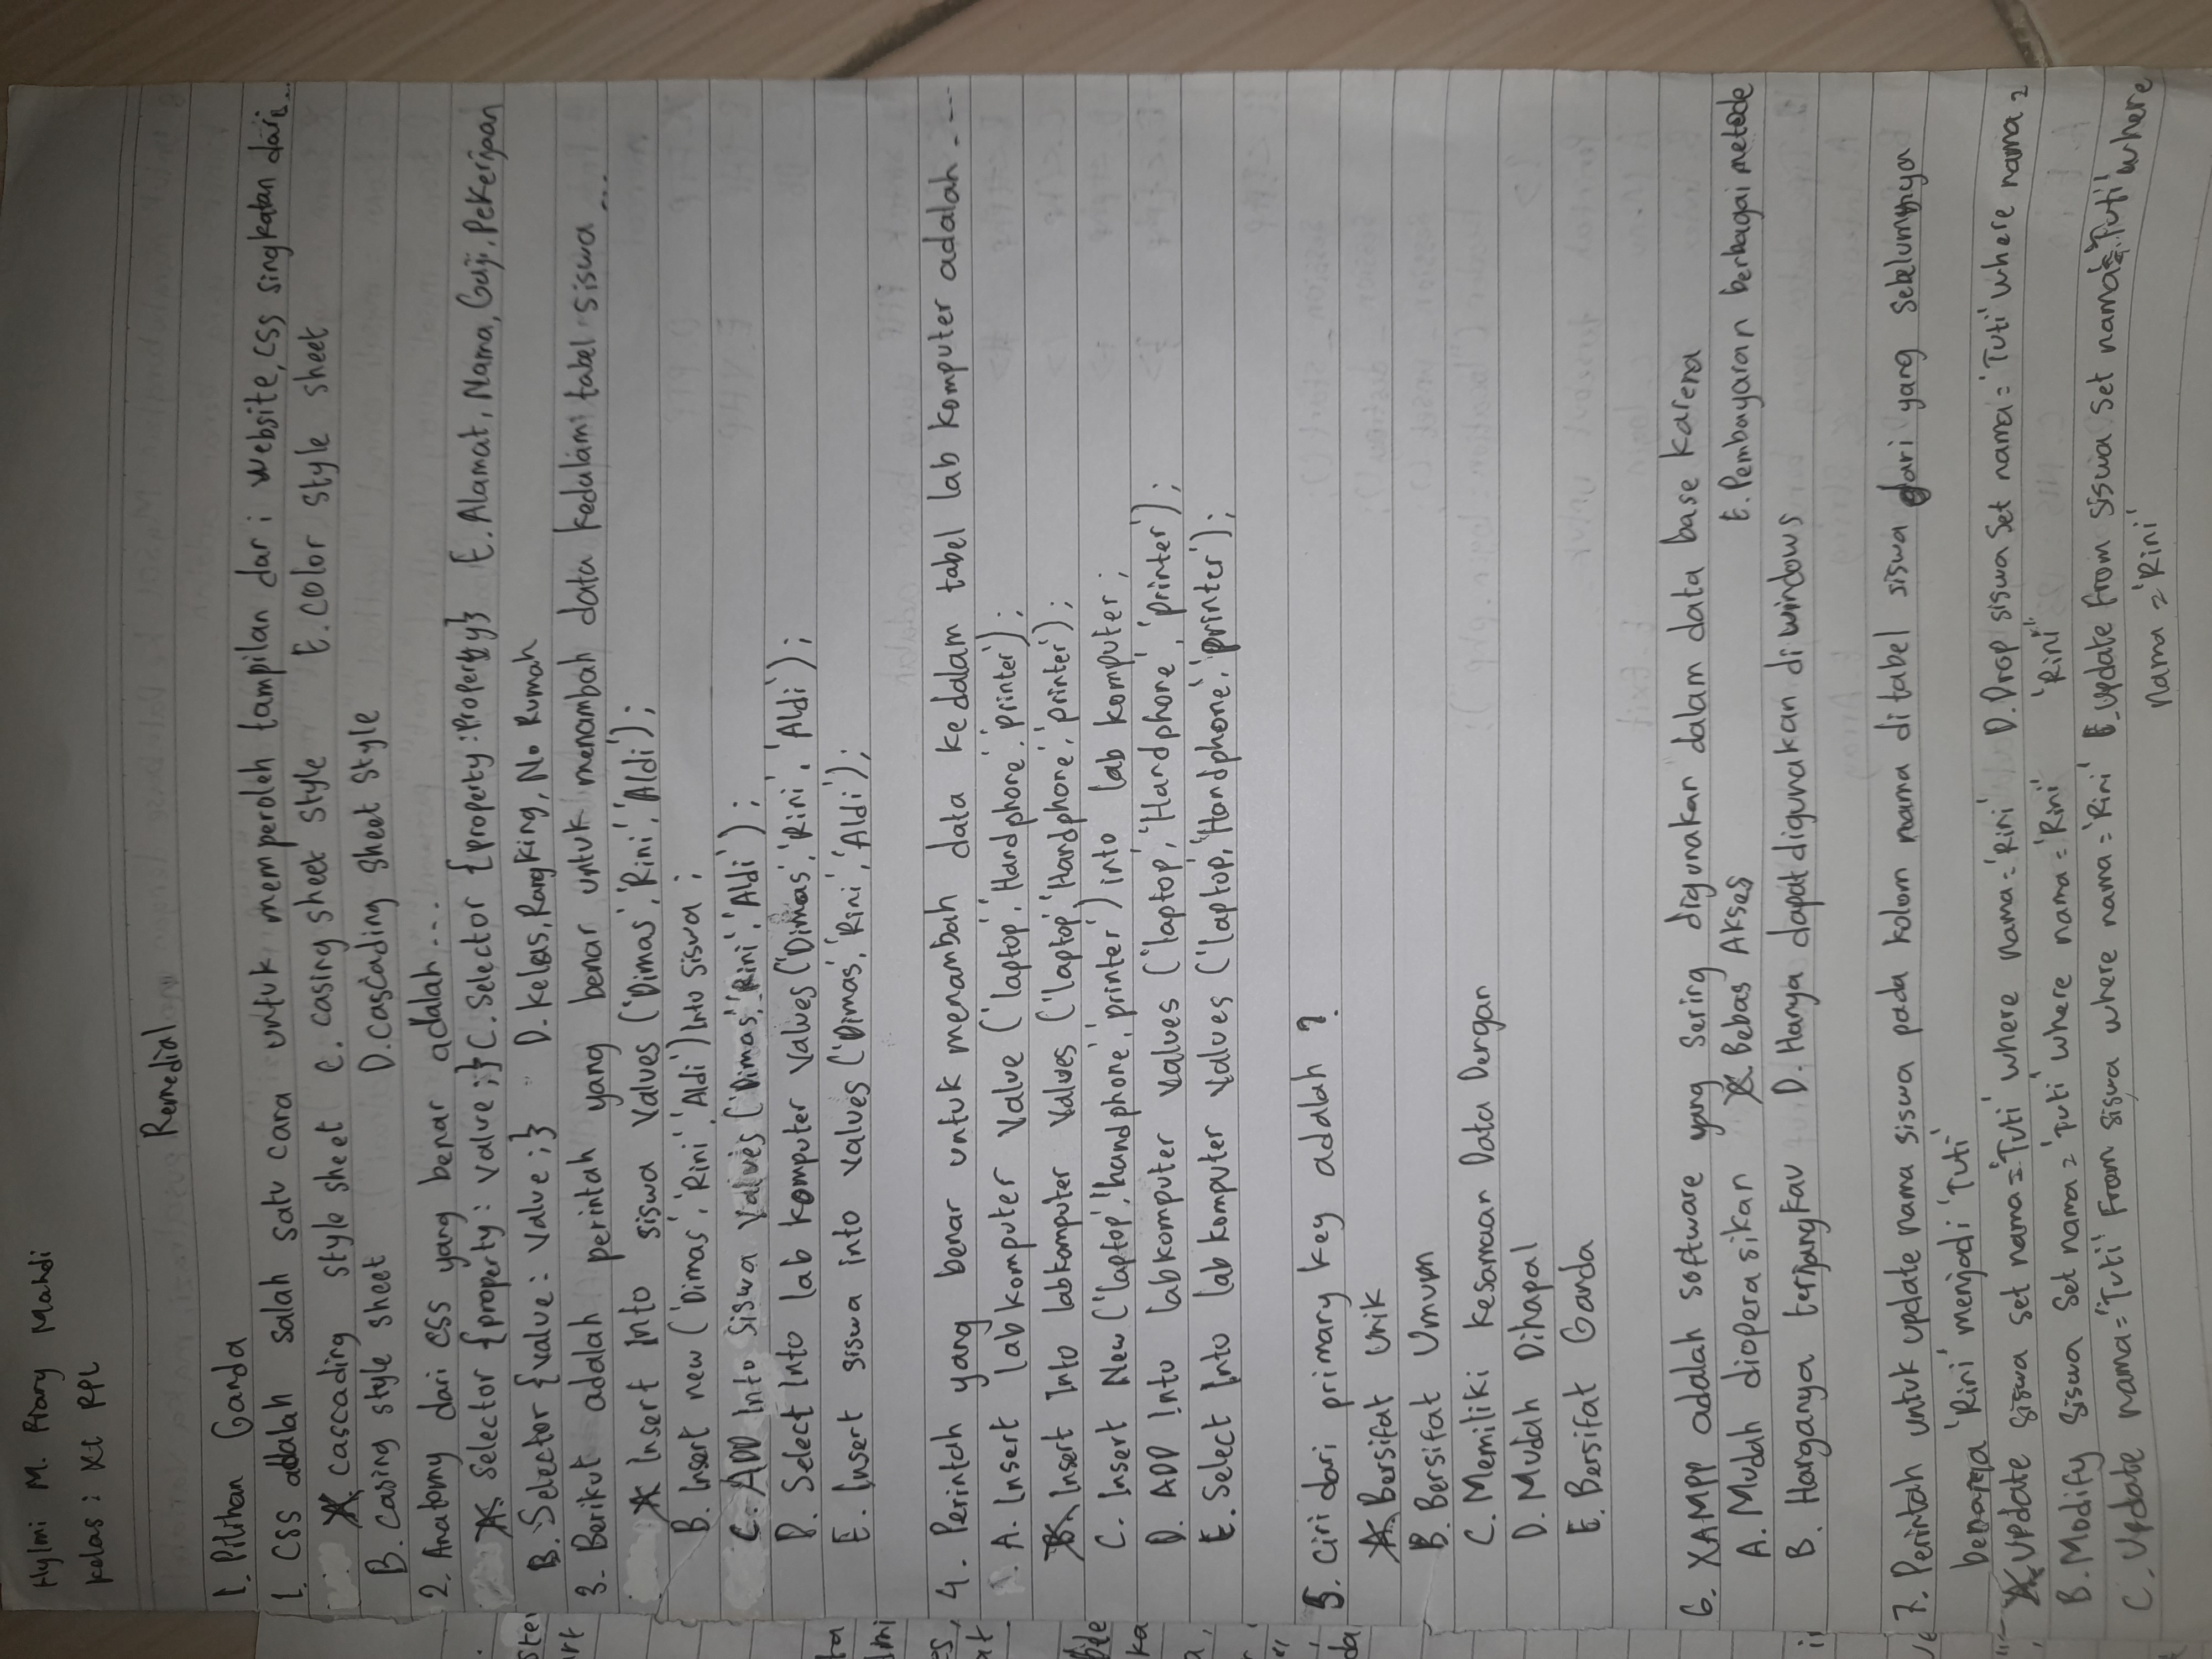 Hylmi M. Fiary Mahdi
Kelas : XI RPL
Remedial
1. Pilihan Ganda
1. CSS adalah salah satu cara untuk memperoleh tampilan dari website, CSS singkatan dari...
A. Cascading style sheet C. casing sheet style E. color style sheet
B. casing style sheet D. cascading sheet style
2. Anatomy dari CSS yang benar adalah ...
A. Selector {property : value ;} C. Selector {property : Property} E. Alamat, Nama, Gaji, Pekerjaan
B. Selector {value : Value ;} D. Kelas, Rangking, No Rumah
3. Berikut adalah perintah yang benar untuk menambah data kedalam tabel siswa ...
A Insert Into siswa Values ('Dimas', 'Rini', 'Aldi');
B. Insert new ('Dimas', 'Rini', 'Aldi') Into siswa ;
C. ADD Into Siswa Values ('Dimas', 'Rini', 'Aldi') ;
D. Select Into lab komputer values ('Dimas', 'Rini', 'Aldi') ;
E. Insert siswa into values ('Dimas', 'Rini', 'Aldi') ;
4. Perintah yang benar untuk menambah data kedalam tabel lab komputer adalah ....
A. Insert labkomputer Value ('laptop', 'Handphone', 'printer') ;
B. Insert Into labkomputer Values ('laptop', 'Handphone', 'printer') ;
C. Insert New ('laptop', 'handphone', 'printer') into lab komputer ;
D. ADD Into labkomputer values ('laptop', 'Handphone', 'printer') ;
E. Select Into lab komputer values ('laptop', 'Handphone', 'printer') ;
5. Ciri dari primary key adalah ?
A. Bersifat Unik
B. Bersifat Umum
C. Memiliki Kesamaan Data Dengan
D. Mudah Dihapal
E. Bersifat Ganda
6. XAMPP adalah software yang sering digunakan dalam data base karena
A. Mudah dioperasikan C. Bebas Akses E. Pembayaran berbagai metode
B. Harganya terjangkau D. Hanya dapat digunakan di windows
7. Perintah untuk update nama siswa pada kolom nama di tabel siswa dari yang sebelumnya
benama 'Rini' menjadi 'Tuti'
A. Update siswa set nama = 'Tuti' where nama = 'Rini' D. Drop siswa Set nama = 'Tuti' where nama =
B. Modify siswa Set nama = 'Tuti' where nama = 'Rini' 'Rini'
C. Update nama = 'Tuti' From siswa where nama = 'Rini' E. Update From siswa set nama = 'Tuti' where
nama = 'Rini'